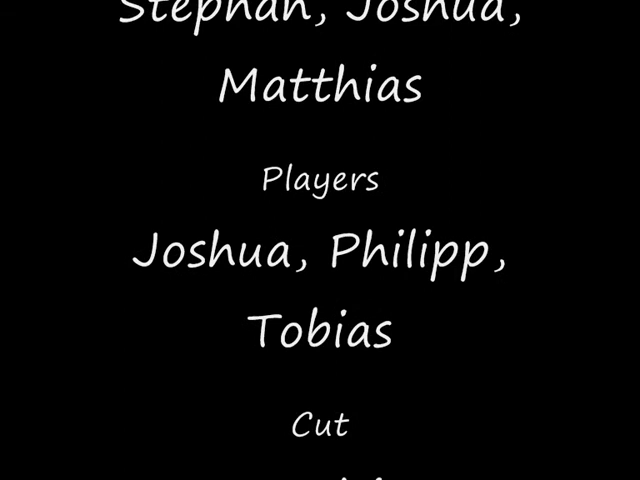 Stephan, Joshua,
Matthias
Players
Joshua, Philipp,
Tobias
Cut